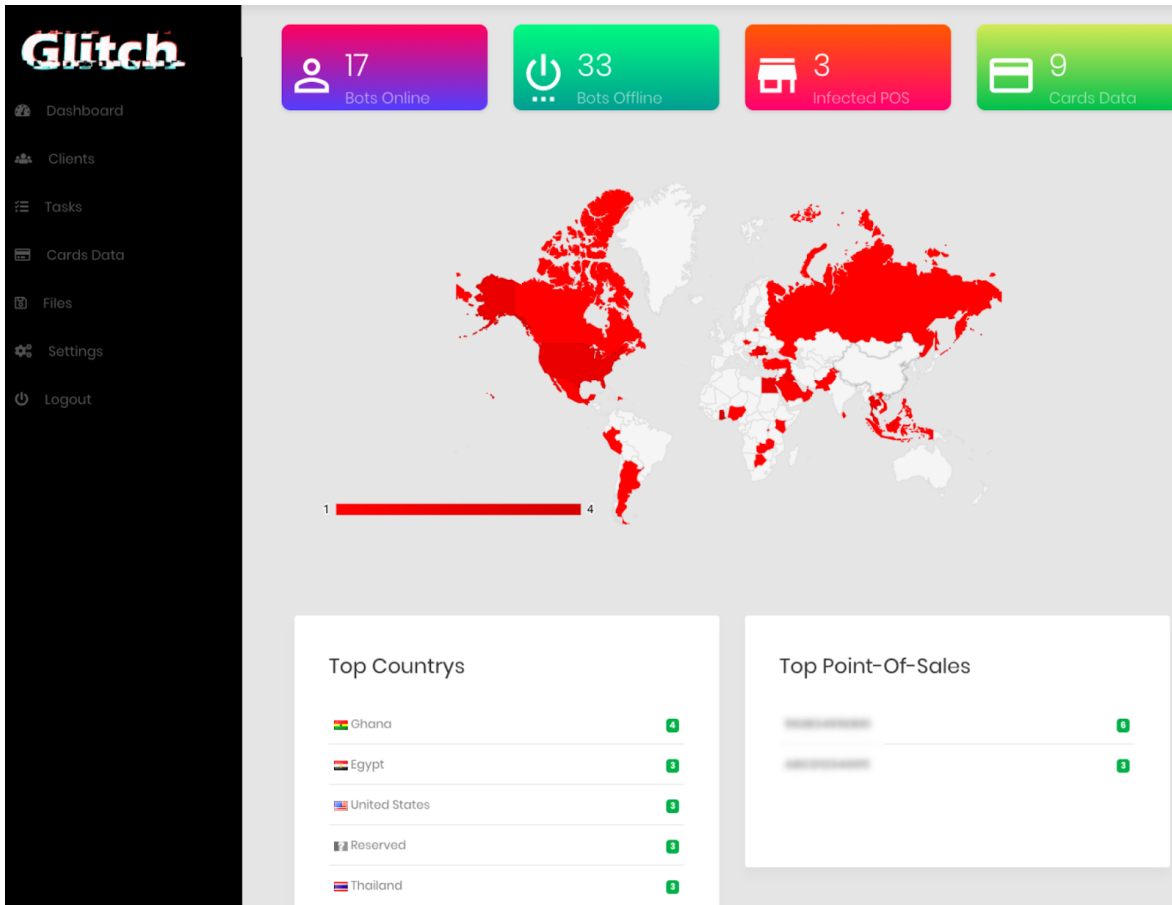 Glitch
Dashboard
Clients
Tasks
Cards Data
Files
Settings
Logout
17
Bots Online
33
Bots Offline
3
Infected POS
9
Cards Data
1
4
Top Countrys
Ghana 4
Egypt 3
United States 3
Reserved 3
Thailand 3
Top Point-Of-Sales
6
3